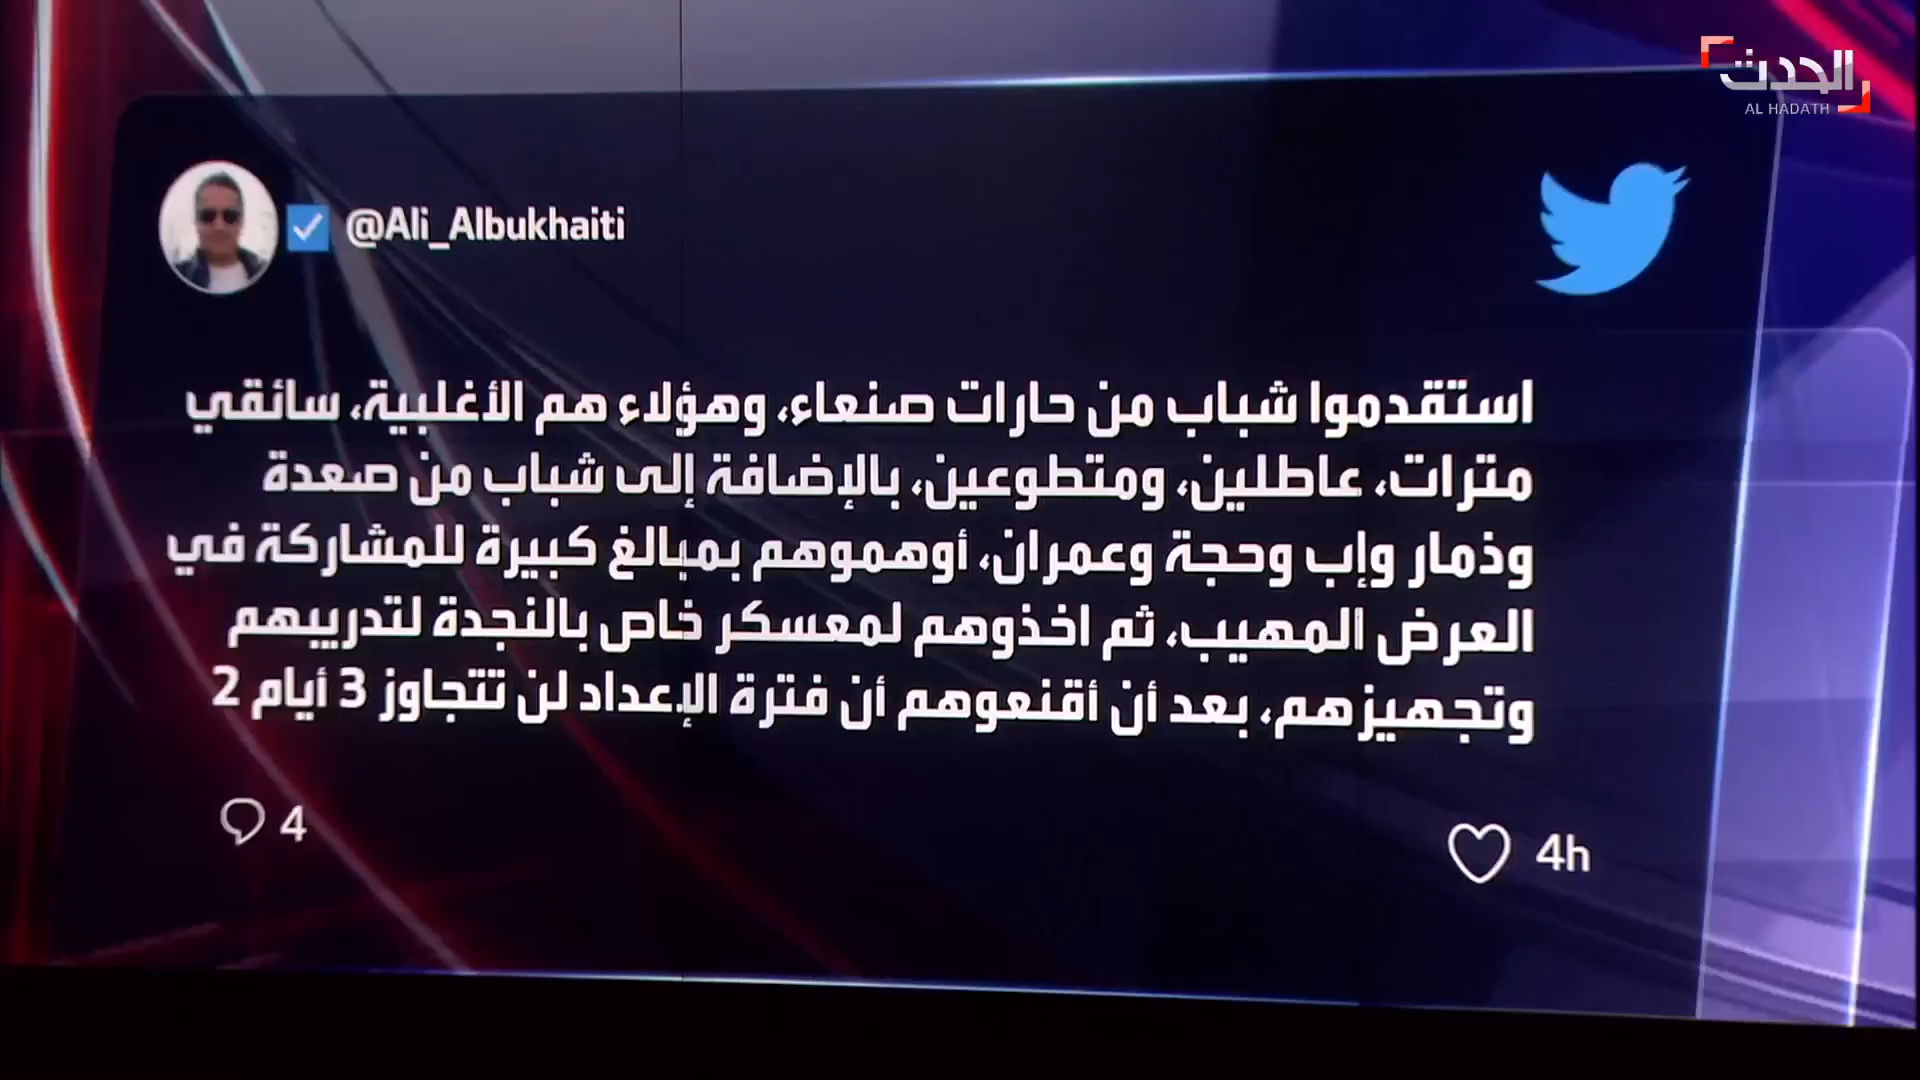 الحدث
AL HADATH
@Ali_Albukhaiti
استقدموا شباب من حارات صنعاء، وهؤلاء هم الأغلبية، سائقي
مترات، عاطلين، ومتطوعين، بالإضافة إلى شباب من صعدة
وذمار وإب وحجة وعمران، أوهموهم بمبالغ كبيرة للمشاركة في
العرض المهيب، ثم اخذوهم لمعسكر خاص بالنجدة لتدريبهم
وتجهيزهم، بعد أن أقنعوهم أن فترة الإعداد لن تتجاوز 3 أيام 2
4
4h